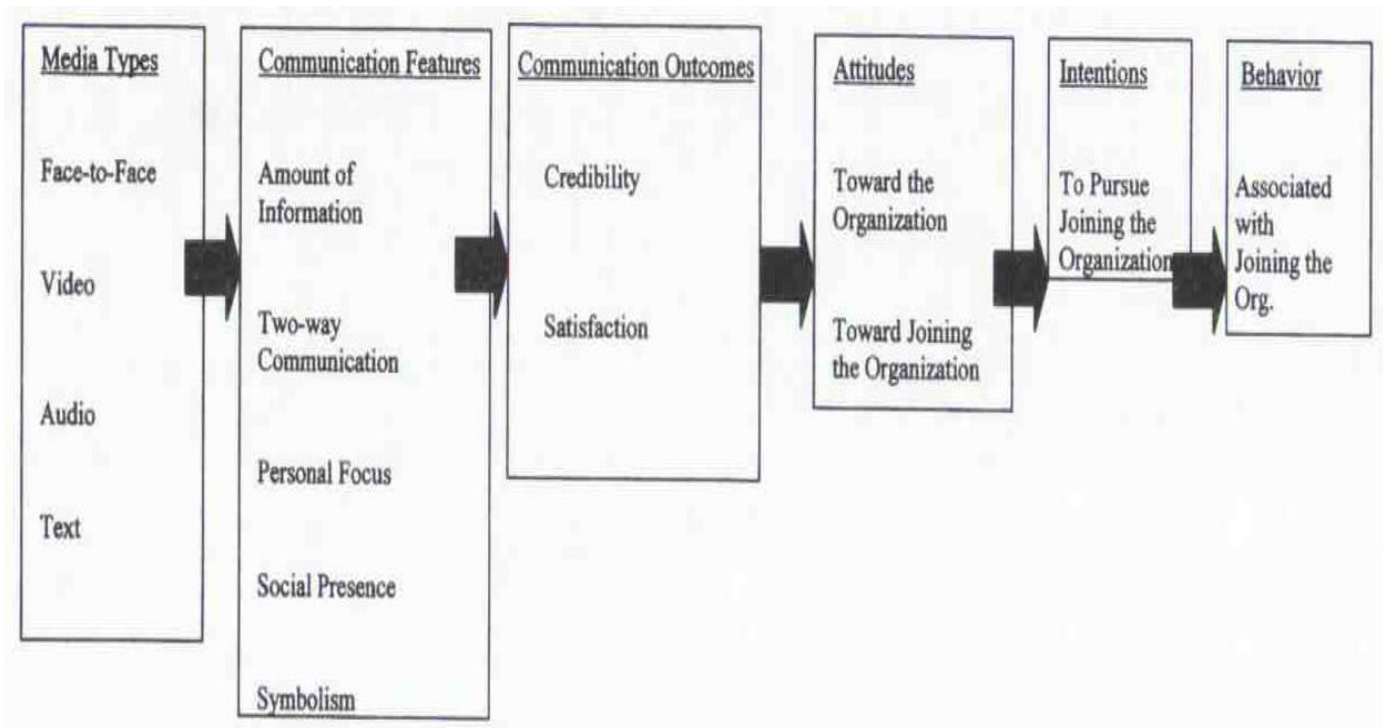 Media Types
Face-to-Face
Video
Audio
Text
Communication Features
Amount of
Information
Two-way
Communication
Personal Focus
Social Presence
Symbolism
Communication Outcomes
Credibility
Satisfaction
Attitudes
Toward the
Organization
Toward Joining
the Organization
Intentions
To Pursue
Joining the
Organization
Behavior
Associated
with
Joining the
Org.